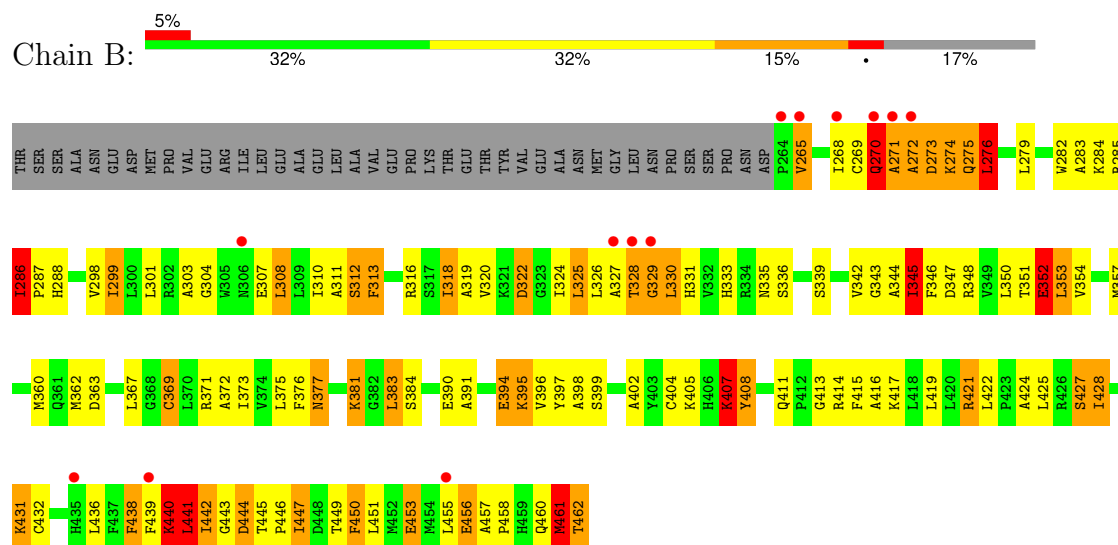 5%
Chain B:
32% 32% 15% • 17%
THR SER SER ALA ASN GLU ASP MET PRO VAL GLU ARG ILE LEU GLU ALA GLU LEU ALA VAL GLU PRO LYS THR GLU THR TYR VAL GLU ALA ASN MET GLY LEU ASN PRO SER SER PRO ASN ASP P264 V265 I268 C269 Q270 A271 A272 D273 K274 Q275 L276 L279 W282 A283 K284 R285
I286 P287 H288 V298 I299 L300 L301 R302 A303 G304 W305 N306 E307 L308 L309 I310 A311 S312 F313 R316 S317 I318 A319 V320 K321 D322 G323 I324 L325 L326 A327 T328 G329 L330 H331 V332 H333 R334 N335 S336 S339 V342 G343 A344 I345 F346 D347 R348 V349 L350 T351 E352 L353 V354 M357
M360 Q361 M362 D363 L367 G368 C369 L370 R371 A372 I373 V374 L375 F376 N377 K381 G382 L383 S384 E390 A391 E394 K395 V396 Y397 A398 S399 A402 Y403 C404 K405 H406 K407 Y408 Q411 P412 G413 R414 F415 A416 K417 L418 L419 L420 R421 L422 P423 A424 L425 R426 S427 I428
K431 C432 H435 L436 F437 F438 F439 K440 L441 I442 G443 D444 T445 P446 I447 D448 T449 F450 L451 M452 E453 M454 L455 E456 A457 P458 H459 Q460 M461 T462